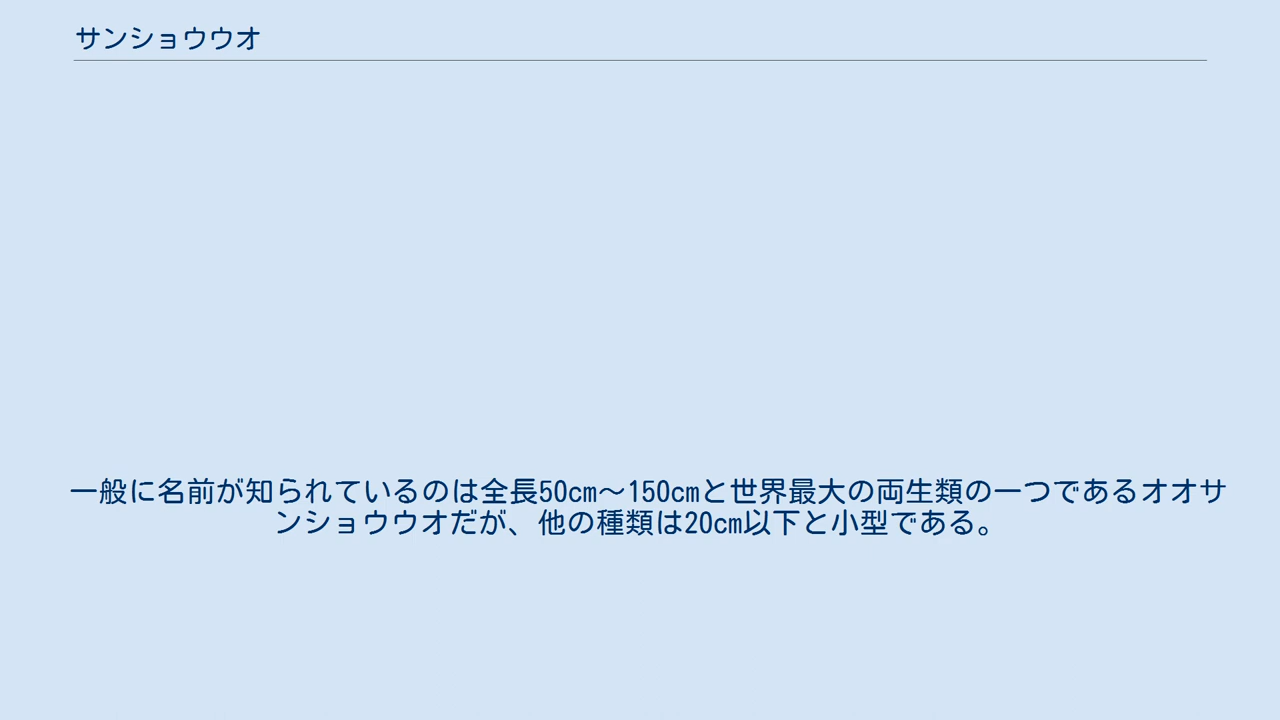 サンショウウオ
一般に名前が知られているのは全長50cm～150cmと世界最大の両生類の一つであるオオサ
ンショウウオだが、他の種類は20cm以下と小型である。